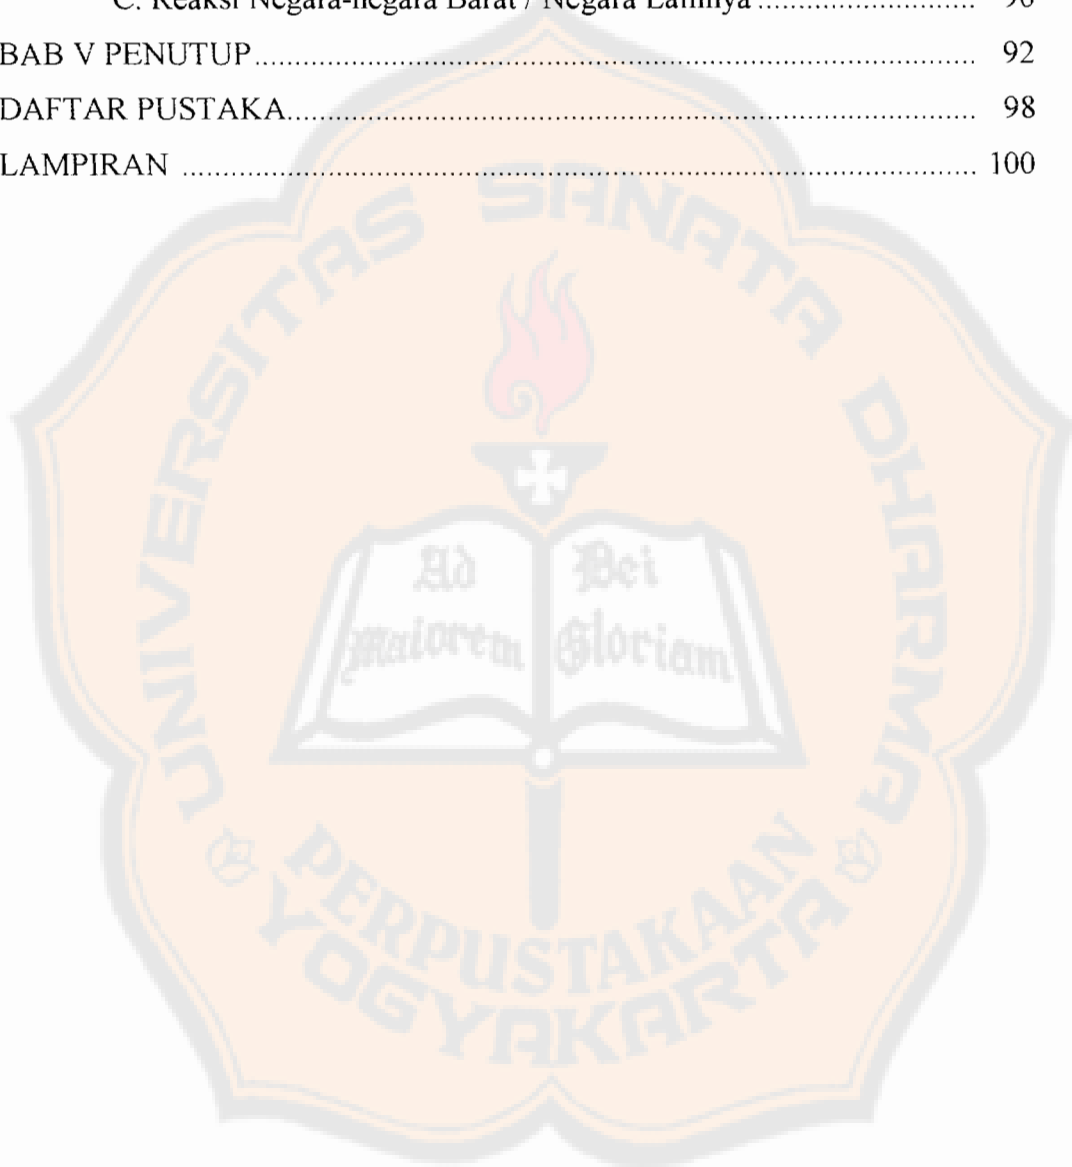 C. Reaksi Negara-negara Barat / Negara Lainnya ............................ 90
BAB V PENUTUP ........................................................................................... 92
DAFTAR PUSTAKA ...................................................................................... 98
LAMPIRAN .................................................................................................... 100
UNIVERSITAS SANATA DHARMA
Ad Dei
Maiorem Gloriam
PERPUSTAKAAN
YOGYAKARTA